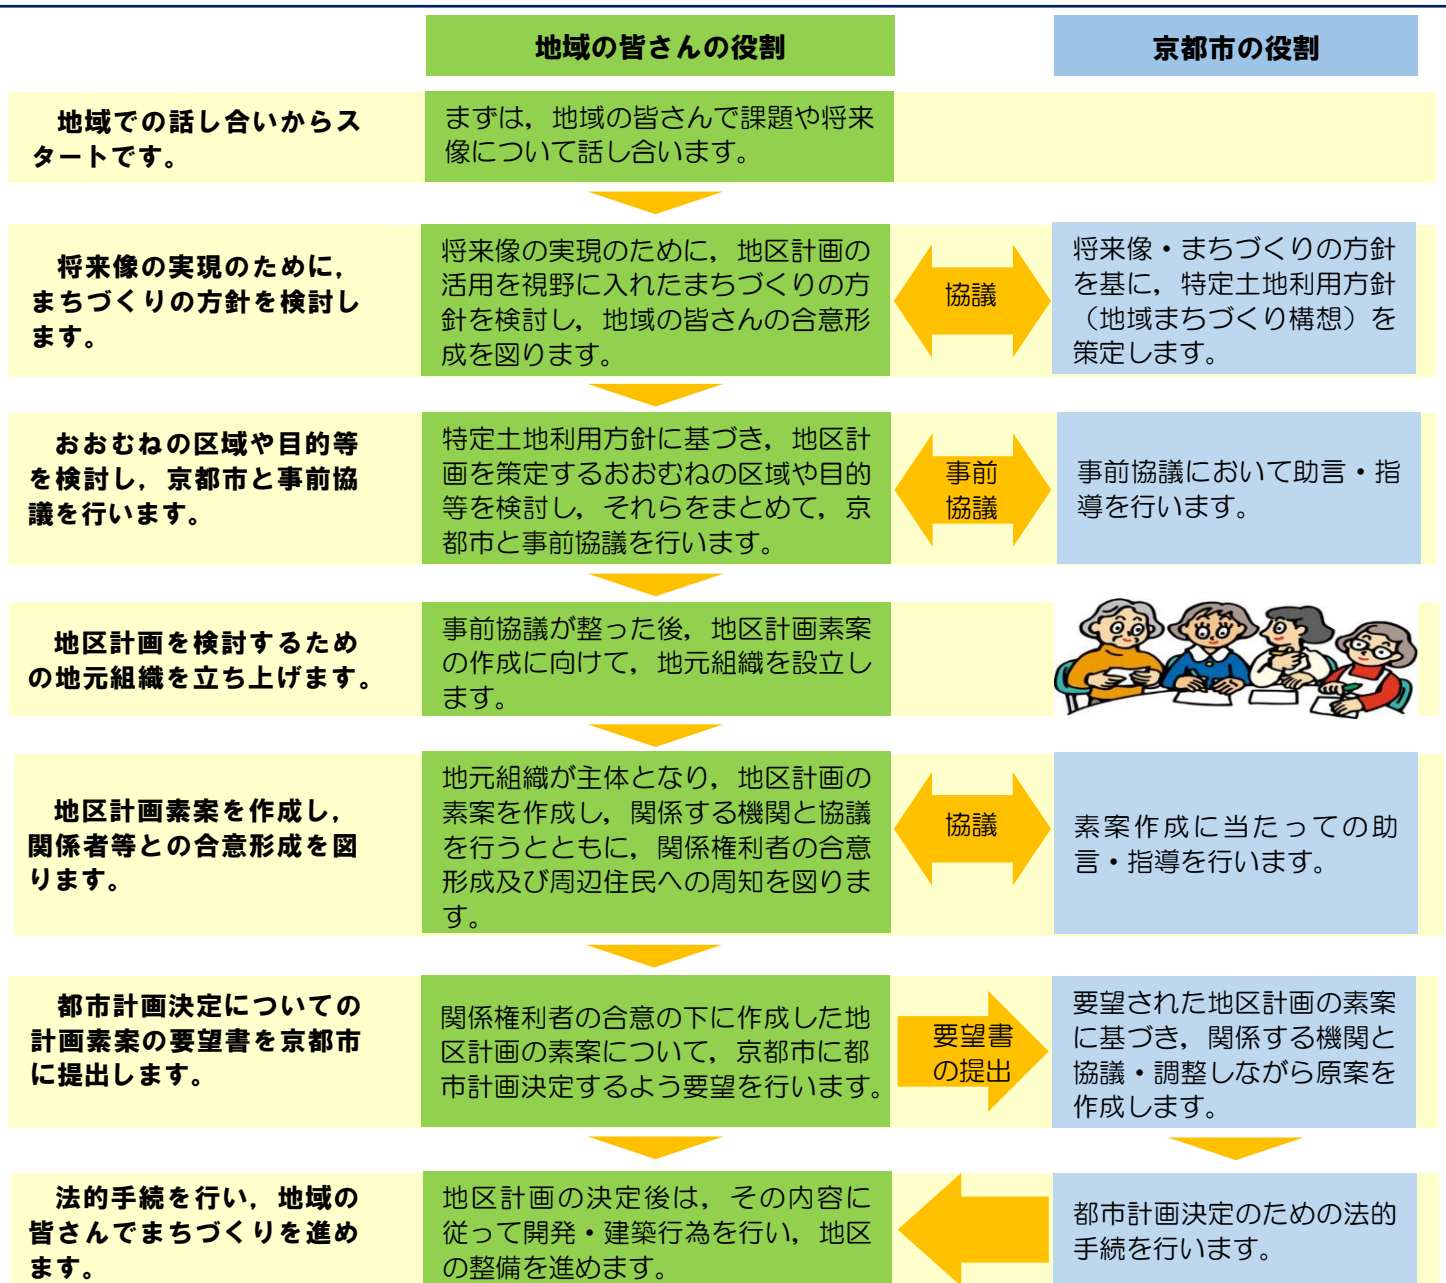 地域の皆さんの役割
京都市の役割
地域での話し合いからス
タートです。
まずは，地域の皆さんで課題や将来
像について話し合います。
将来像の実現のために，
まちづくりの方針を検討し
ます。
将来像の実現のために，地区計画の
活用を視野に入れたまちづくりの方
針を検討し，地域の皆さんの合意形
成を図ります。
協議
将来像・まちづくりの方針
を基に，特定土地利用方針
（地域まちづくり構想）を
策定します。
おおむねの区域や目的等
を検討し，京都市と事前協
議を行います。
特定土地利用方針に基づき，地区計
画を策定するおおむねの区域や目的
等を検討し，それらをまとめて，京
都市と事前協議を行います。
事前
協議
事前協議において助言・指
導を行います。
地区計画を検討するため
の地元組織を立ち上げます。
事前協議が整った後，地区計画素案
の作成に向けて，地元組織を設立し
ます。
地区計画素案を作成し，
関係者等との合意形成を図
ります。
地元組織が主体となり，地区計画の
素案を作成し，関係する機関と協議
を行うとともに，関係権利者の合意
形成及び周辺住民への周知を図りま
す。
協議
素案作成に当たっての助
言・指導を行います。
都市計画決定についての
計画素案の要望書を京都市
に提出します。
関係権利者の合意の下に作成した地
区計画の素案について，京都市に都
市計画決定するよう要望を行います。
要望書
の提出
要望された地区計画の素案
に基づき，関係する機関と
協議・調整しながら原案を
作成します。
法的手続を行い，地域の
皆さんでまちづくりを進め
ます。
地区計画の決定後は，その内容に
従って開発・建築行為を行い，地区
の整備を進めます。
都市計画決定のための法的
手続を行います。